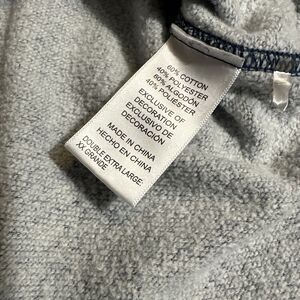 60% COTTON
40% POLYESTER
60% ALGODÓN
40% POLIÉSTER
EXCLUSIVE OF
DECORATION
EXCLUSIVO DE
DECORACIÓN
MADE IN CHINA
HECHO EN CHINA
DOUBLE EXTRA LARGE:
XX GRANDE